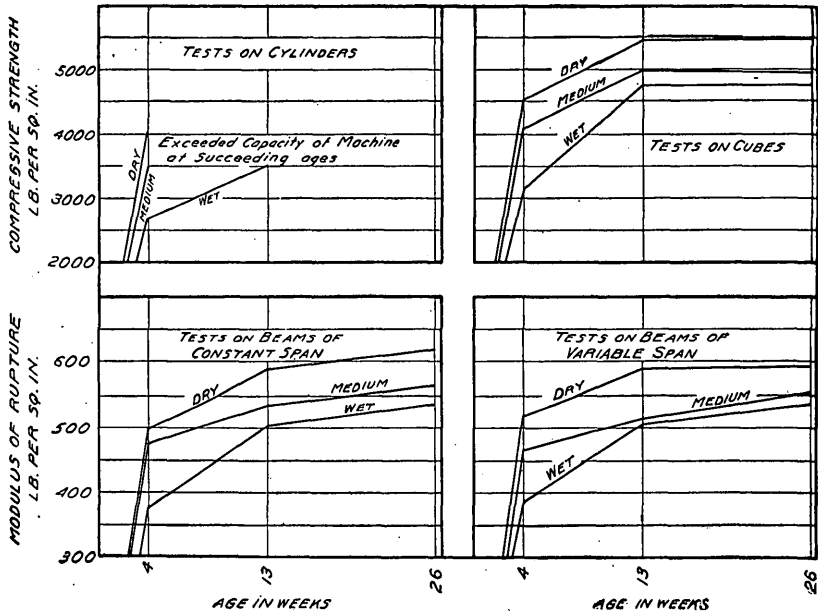 COMPRESSIVE STRENGTH
LB. PER SQ. IN.
5000
4000
3000
2000
TESTS ON CYLINDERS
Exceeded Capacity of Machine
at Succeeding ages
DRY
MEDIUM
WET
DRY
MEDIUM
WET
TESTS ON CUBES
MODULUS OF RUPTURE
LB. PER SQ. IN.
600
500
400
300
TESTS ON BEAMS OF
CONSTANT SPAN
DRY
MEDIUM
WET
4
13
26
AGE IN WEEKS
TESTS ON BEAMS OF
VARIABLE SPAN
DRY
MEDIUM
WET
4
13
26
AGE IN WEEKS